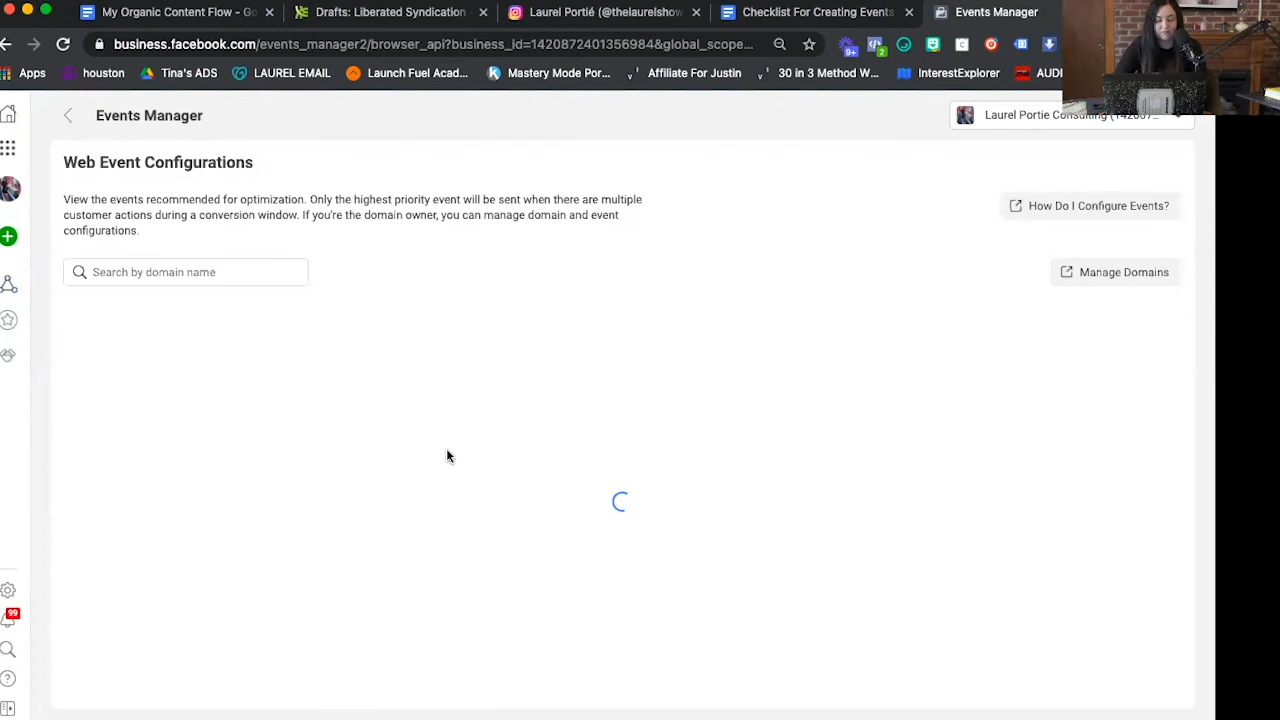 My Organic Content Flow - Go
Drafts: Liberated Syndication
Laurel Portié (@thelaurelshow
Checklist For Creating Events
Events Manager
business.facebook.com/events_manager2/browser_api?business_id=1420872401356984&global_scope...
9+
2
Apps
houston
Tina's ADS
LAUREL EMAIL
Launch Fuel Acad...
Mastery Mode Por...
Affiliate For Justin
30 in 3 Method W...
InterestExplorer
Events Manager
Laurel Portie Consulting
Web Event Configurations
View the events recommended for optimization. Only the highest priority event will be sent when there are multiple
customer actions during a conversion window. If you're the domain owner, you can manage domain and event
configurations.
How Do I Configure Events?
Search by domain name
Manage Domains
99